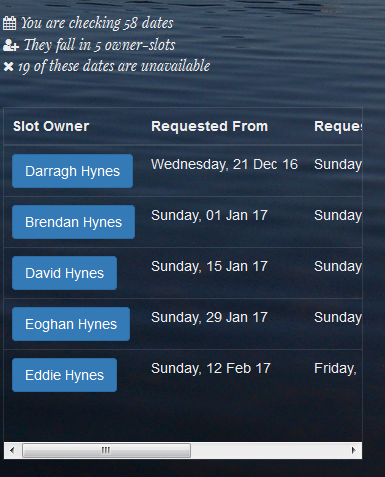 You are checking 58 dates
They fall in 5 owner-slots
19 of these dates are unavailable
Slot Owner Requested From
Darragh Hynes Wednesday, 21 Dec 16 Sunday
Brendan Hynes Sunday, 01 Jan 17 Sunday
David Hynes Sunday, 15 Jan 17 Sunday
Eoghan Hynes Sunday, 29 Jan 17 Sunday
Eddie Hynes Sunday, 12 Feb 17 Friday,